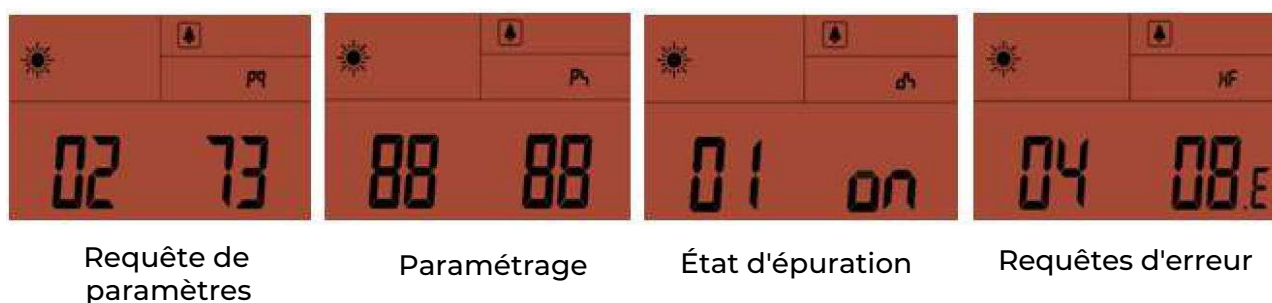 Pq
02 73
Ph
88 88
dh
01 on
HF
04 08.E
Requête de
paramètres
Paramétrage
État d'épuration
Requêtes d'erreur